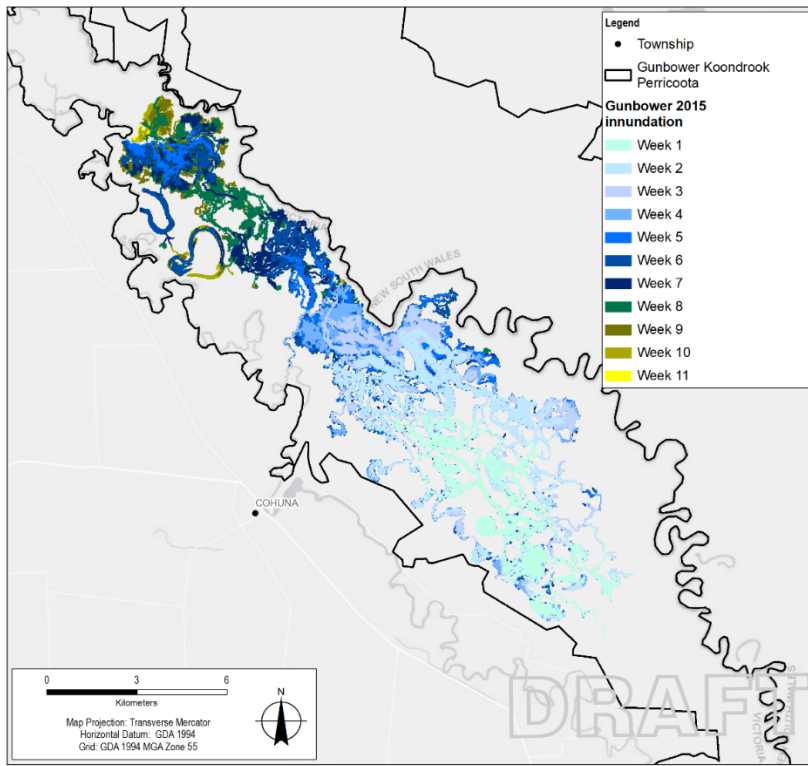 Legend
Township
Gunbower Koondrook
Perricoota
Gunbower 2015
innundation
Week 1
Week 2
Week 3
Week 4
Week 5
Week 6
Week 7
Week 8
Week 9
Week 10
Week 11
VICTORIA
NEW SOUTH WALES
COHUNA
0 3 6
Kilometers
Map Projection: Transverse Mercator
Horizontal Datum: GDA 1994
Grid: GDA 1994 MGA Zone 55
N
DRAFT
VICTORIA